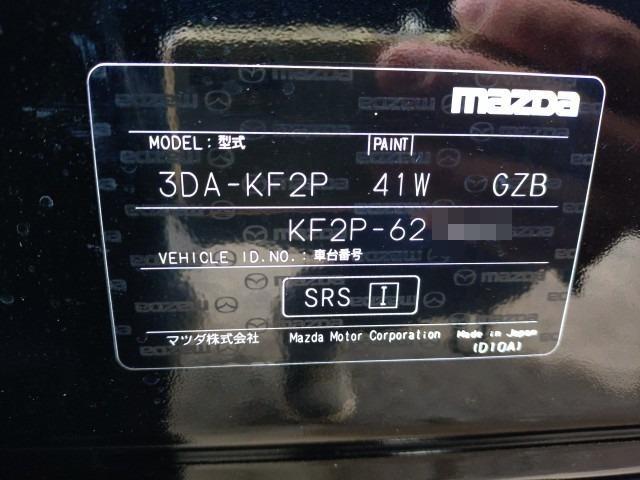 mazda
MODEL:型式 PAINT
3DA-KF2P 41W GZB
KF2P-62
VEHICLE ID.NO.:車台番号
SRS I
マツダ株式会社 Mazda Motor Corporation Made in Japan
(D10A)